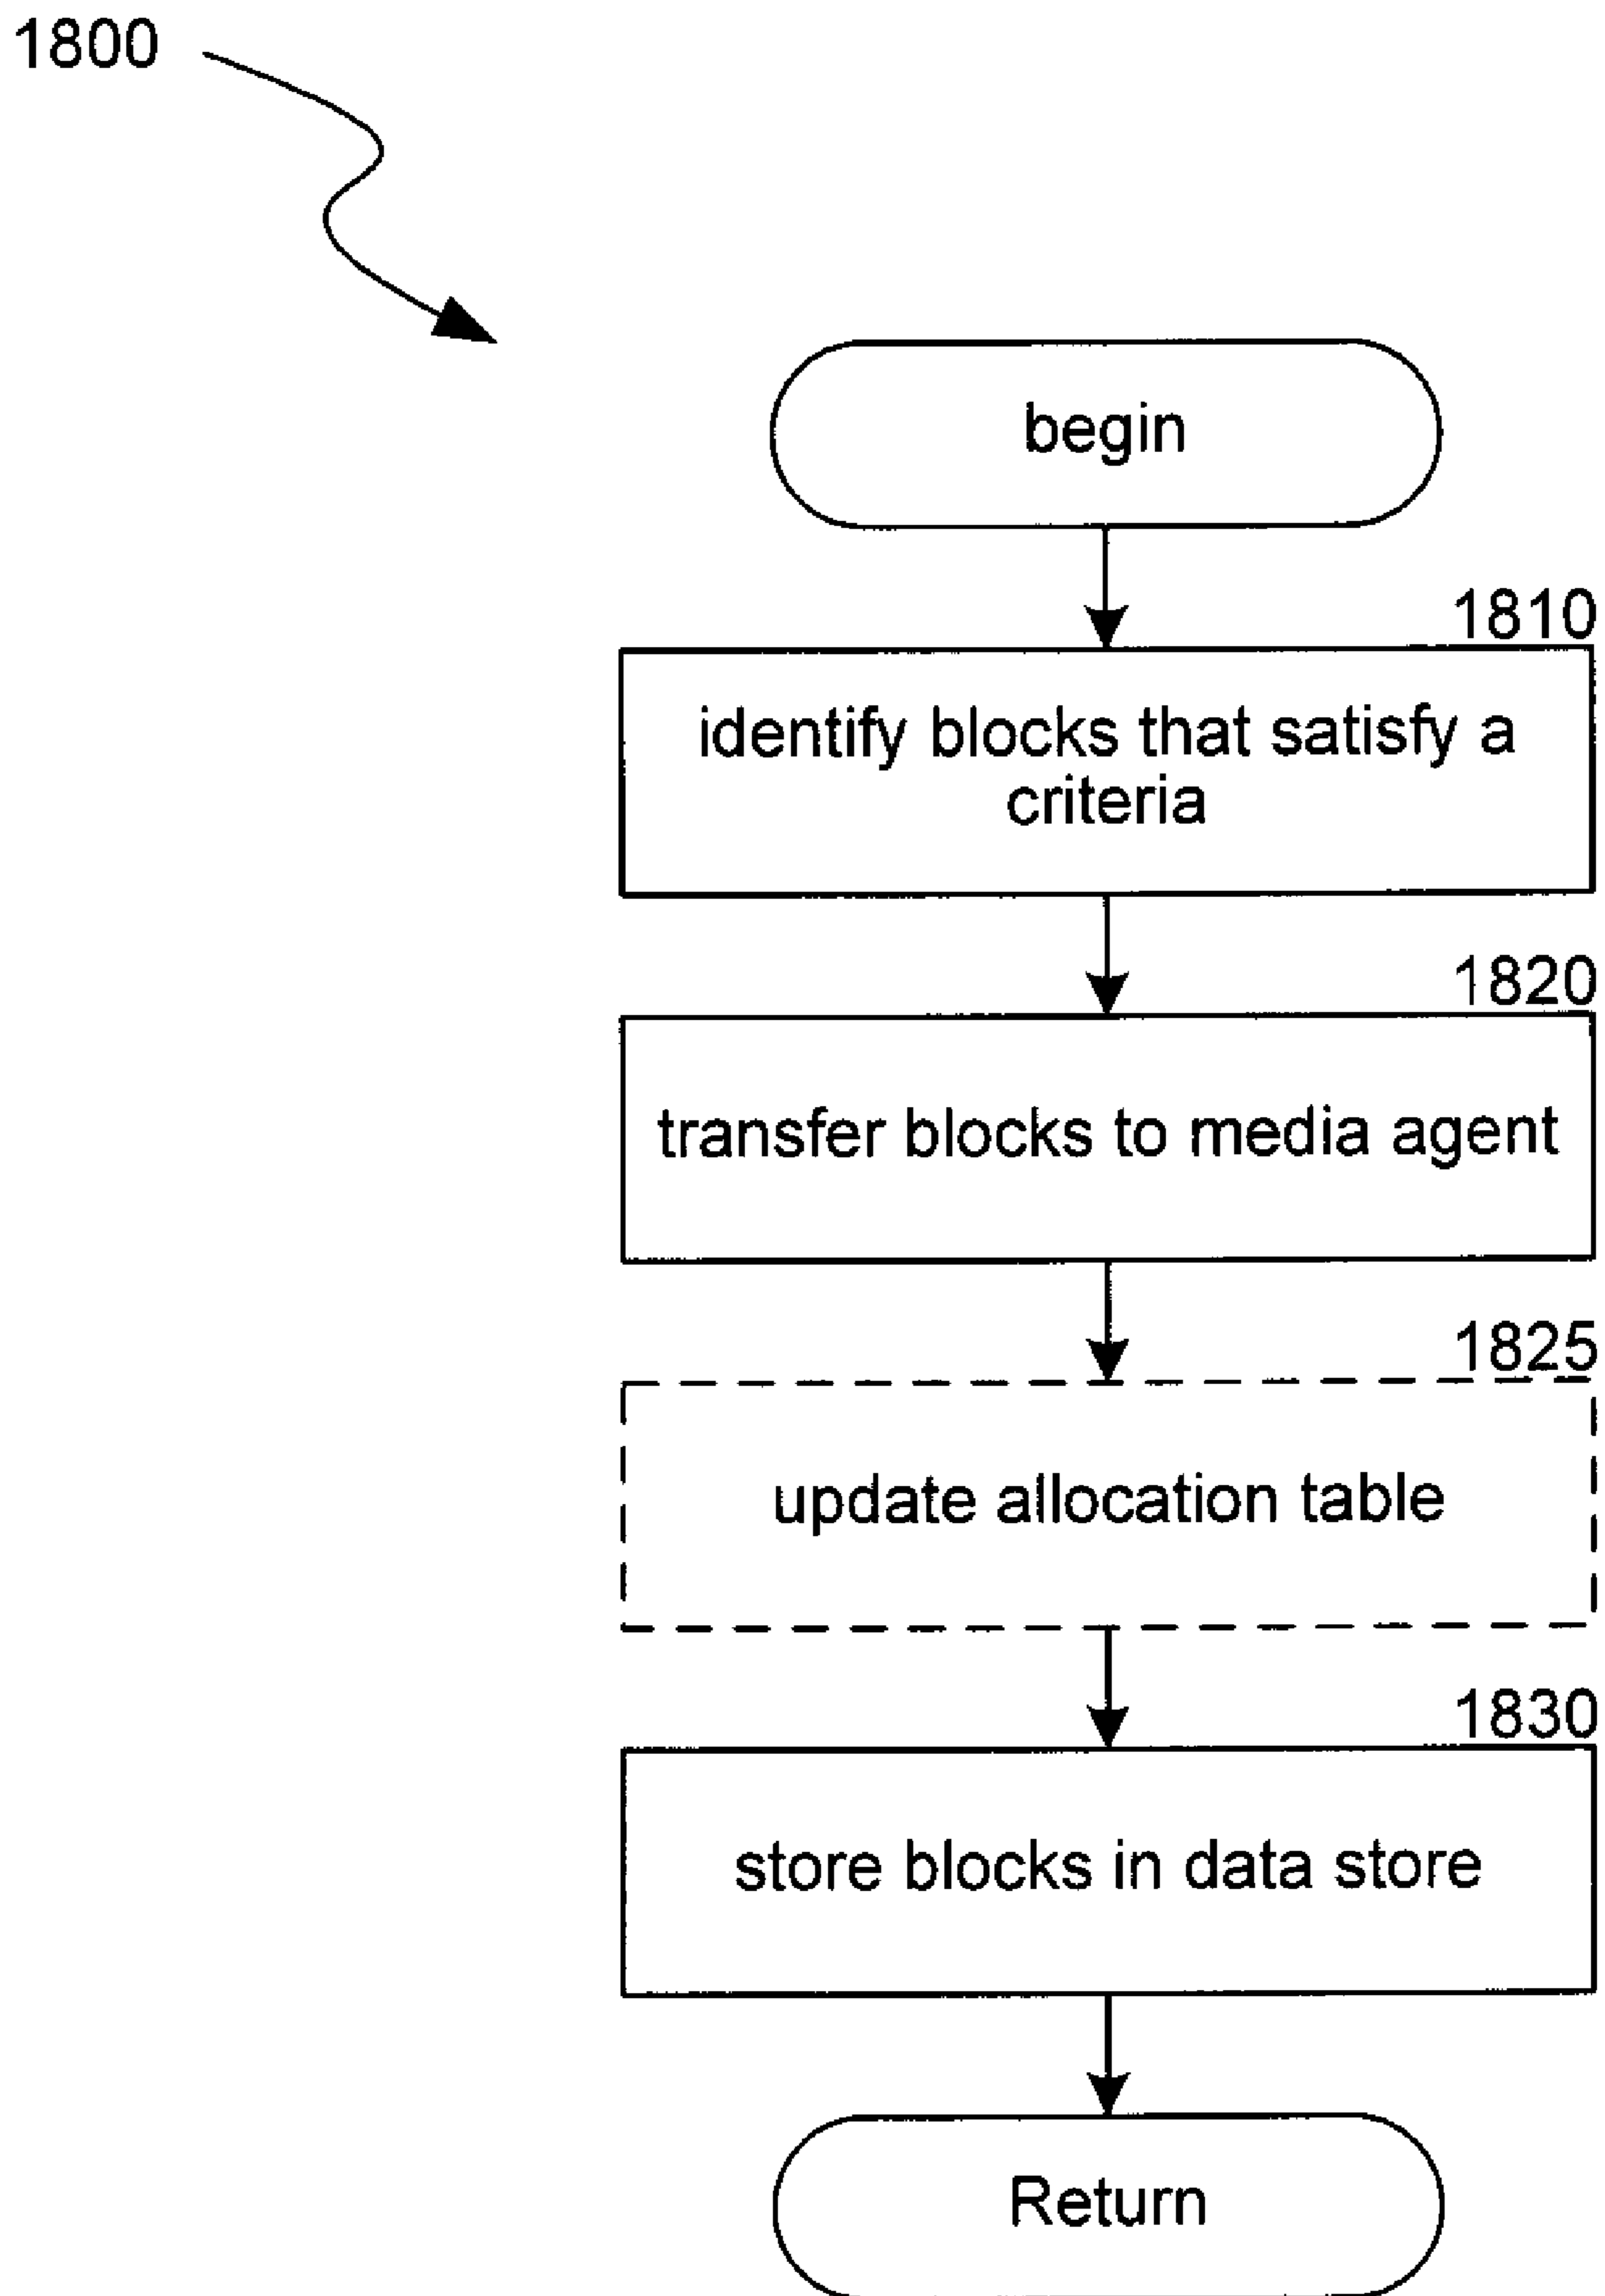 1800
begin
1810
identify blocks that satisfy a
criteria
1820
transfer blocks to media agent
1825
update allocation table
1830
store blocks in data store
Return